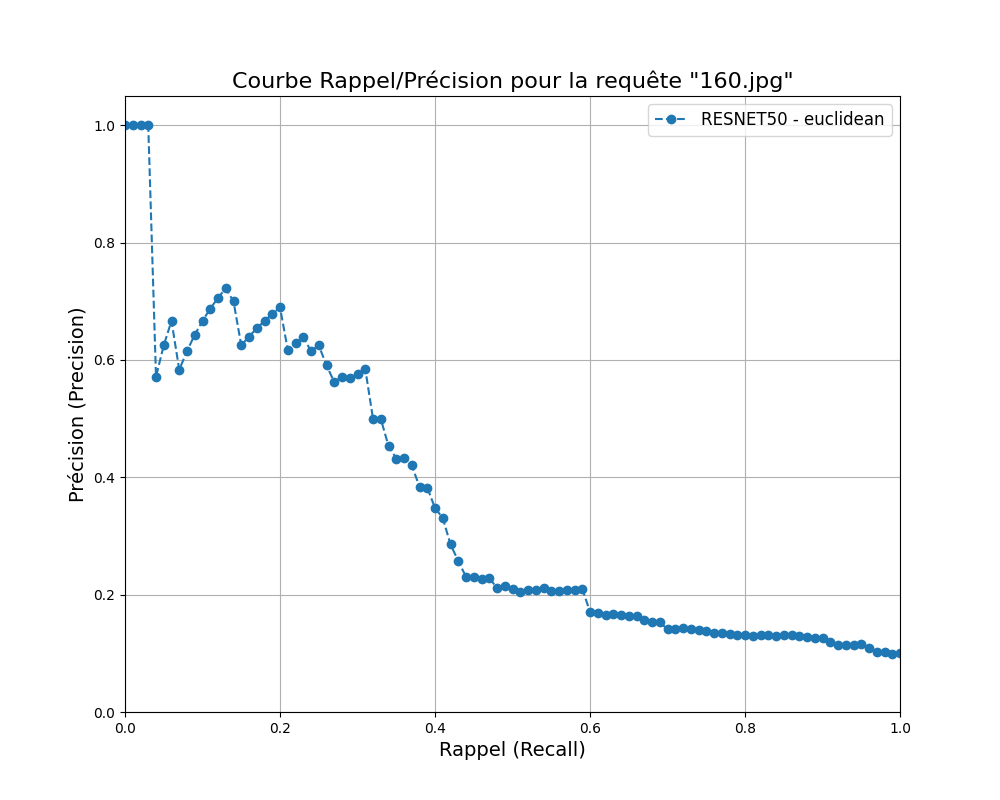 Courbe Rappel/Précision pour la requête "160.jpg"
RESNET50 - euclidean
1.0
0.8
0.6
0.4
0.2
0.0
Précision (Precision)
0.0 0.2 0.4 0.6 0.8 1.0
Rappel (Recall)